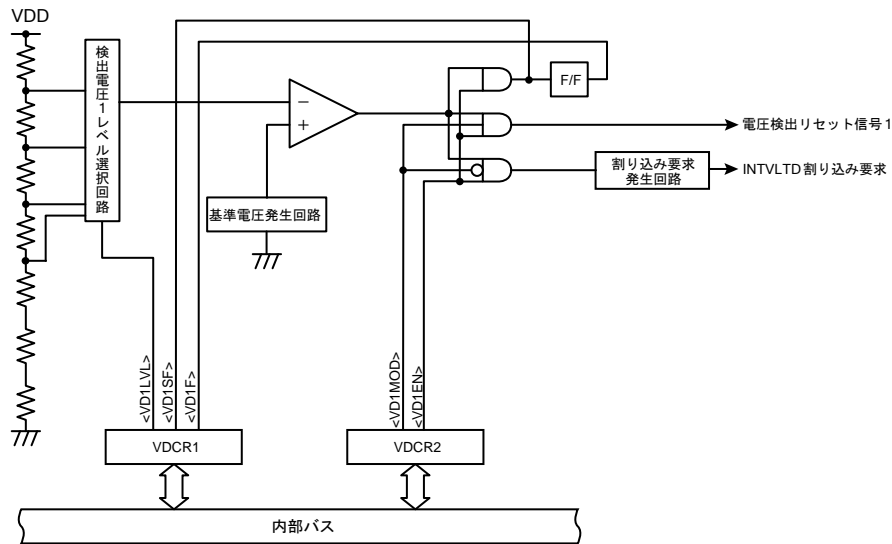 VDD
検出電圧1レベル選択回路
F/F
電圧検出リセット信号1
割り込み要求
発生回路
INTVLTD割り込み要求
基準電圧発生回路
−
+
<VD1LVL>
<VD1SF>
<VD1F>
<VD1MOD>
<VD1EN>
VDCR1
VDCR2
内部バス